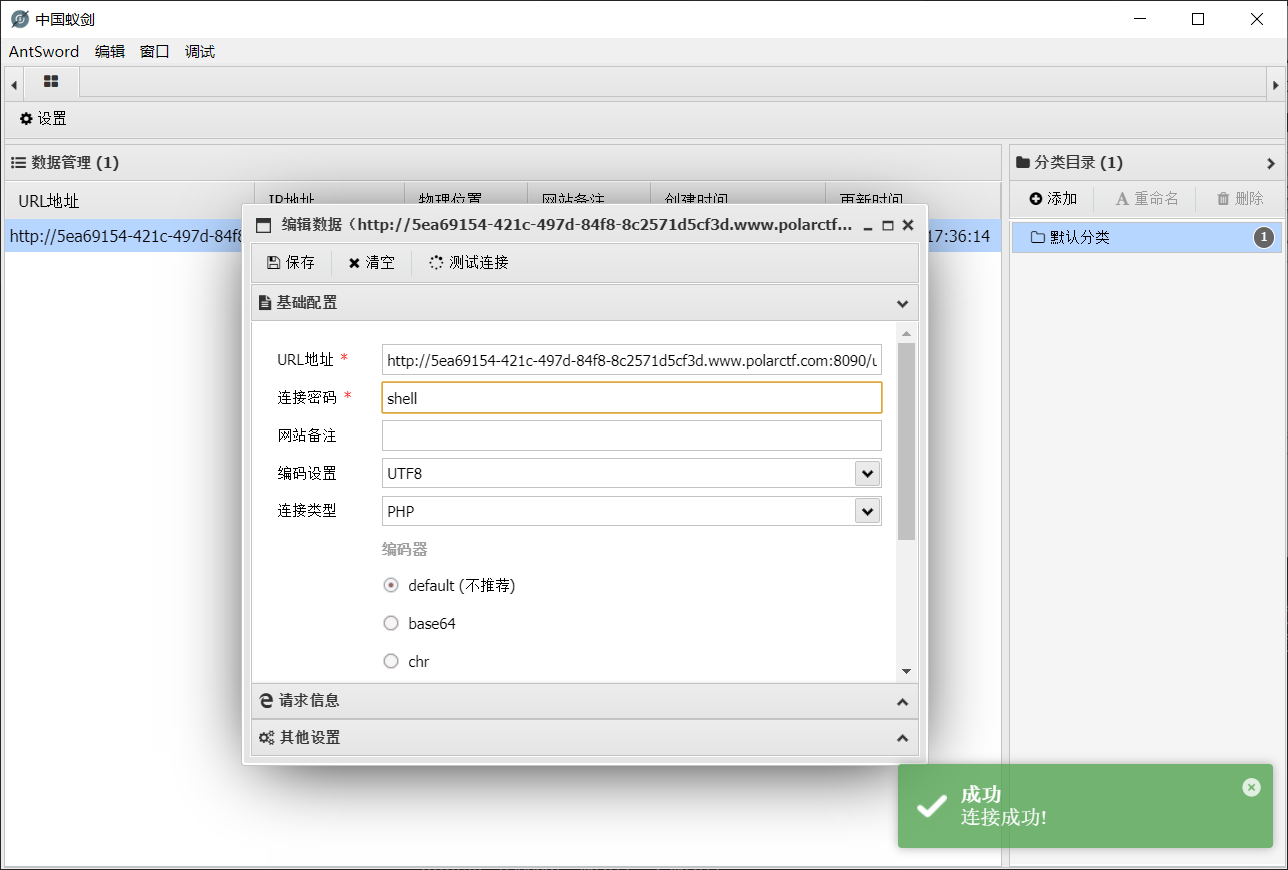 中国蚁剑
AntSword 编辑 窗口 调试
设置
数据管理 (1)
分类目录 (1)
URL地址 IP地址 物理位置 网站备注 创建时间 更新时间
添加 重命名 删除
http://5ea69154-421c-497d-84f8 17:36:14
默认分类 1
编辑数据（http://5ea69154-421c-497d-84f8-8c2571d5cf3d.www.polarctf...
保存 清空 测试连接
基础配置
URL地址 * http://5ea69154-421c-497d-84f8-8c2571d5cf3d.www.polarctf.com:8090/u
连接密码 * shell
网站备注
编码设置 UTF8
连接类型 PHP
编码器
default (不推荐)
base64
chr
请求信息
其他设置
成功
连接成功!